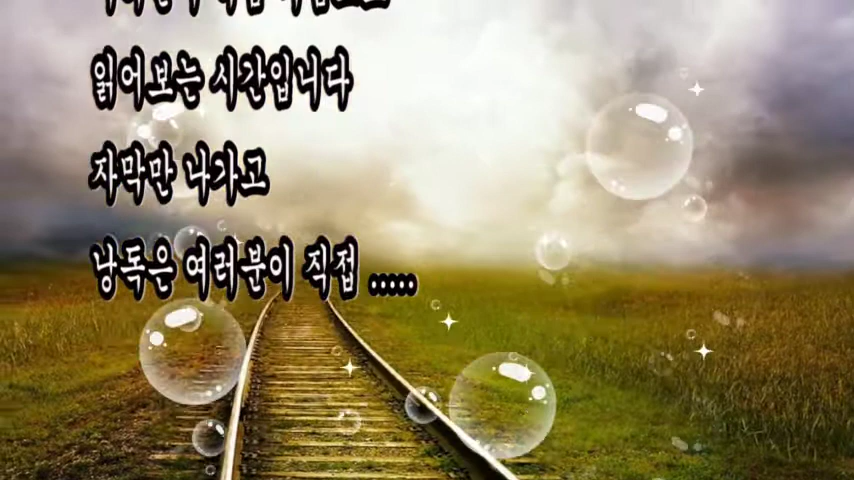 읽어보는 시간입니다
자막만 나가고
낭독은 여러분이 직접 .....